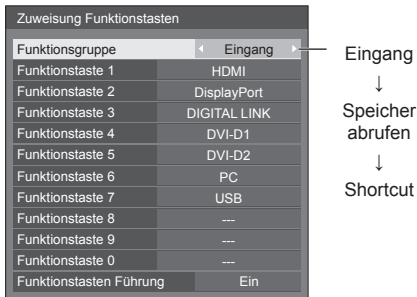 Zuweisung Funktionstasten
Funktionsgruppe Eingang
Funktionstaste 1 HDMI
Funktionstaste 2 DisplayPort
Funktionstaste 3 DIGITAL LINK
Funktionstaste 4 DVI-D1
Funktionstaste 5 DVI-D2
Funktionstaste 6 PC
Funktionstaste 7 USB
Funktionstaste 8 ---
Funktionstaste 9 ---
Funktionstaste 0 ---
Funktionstasten Führung Ein
Eingang
↓
Speicher
abrufen
↓
Shortcut